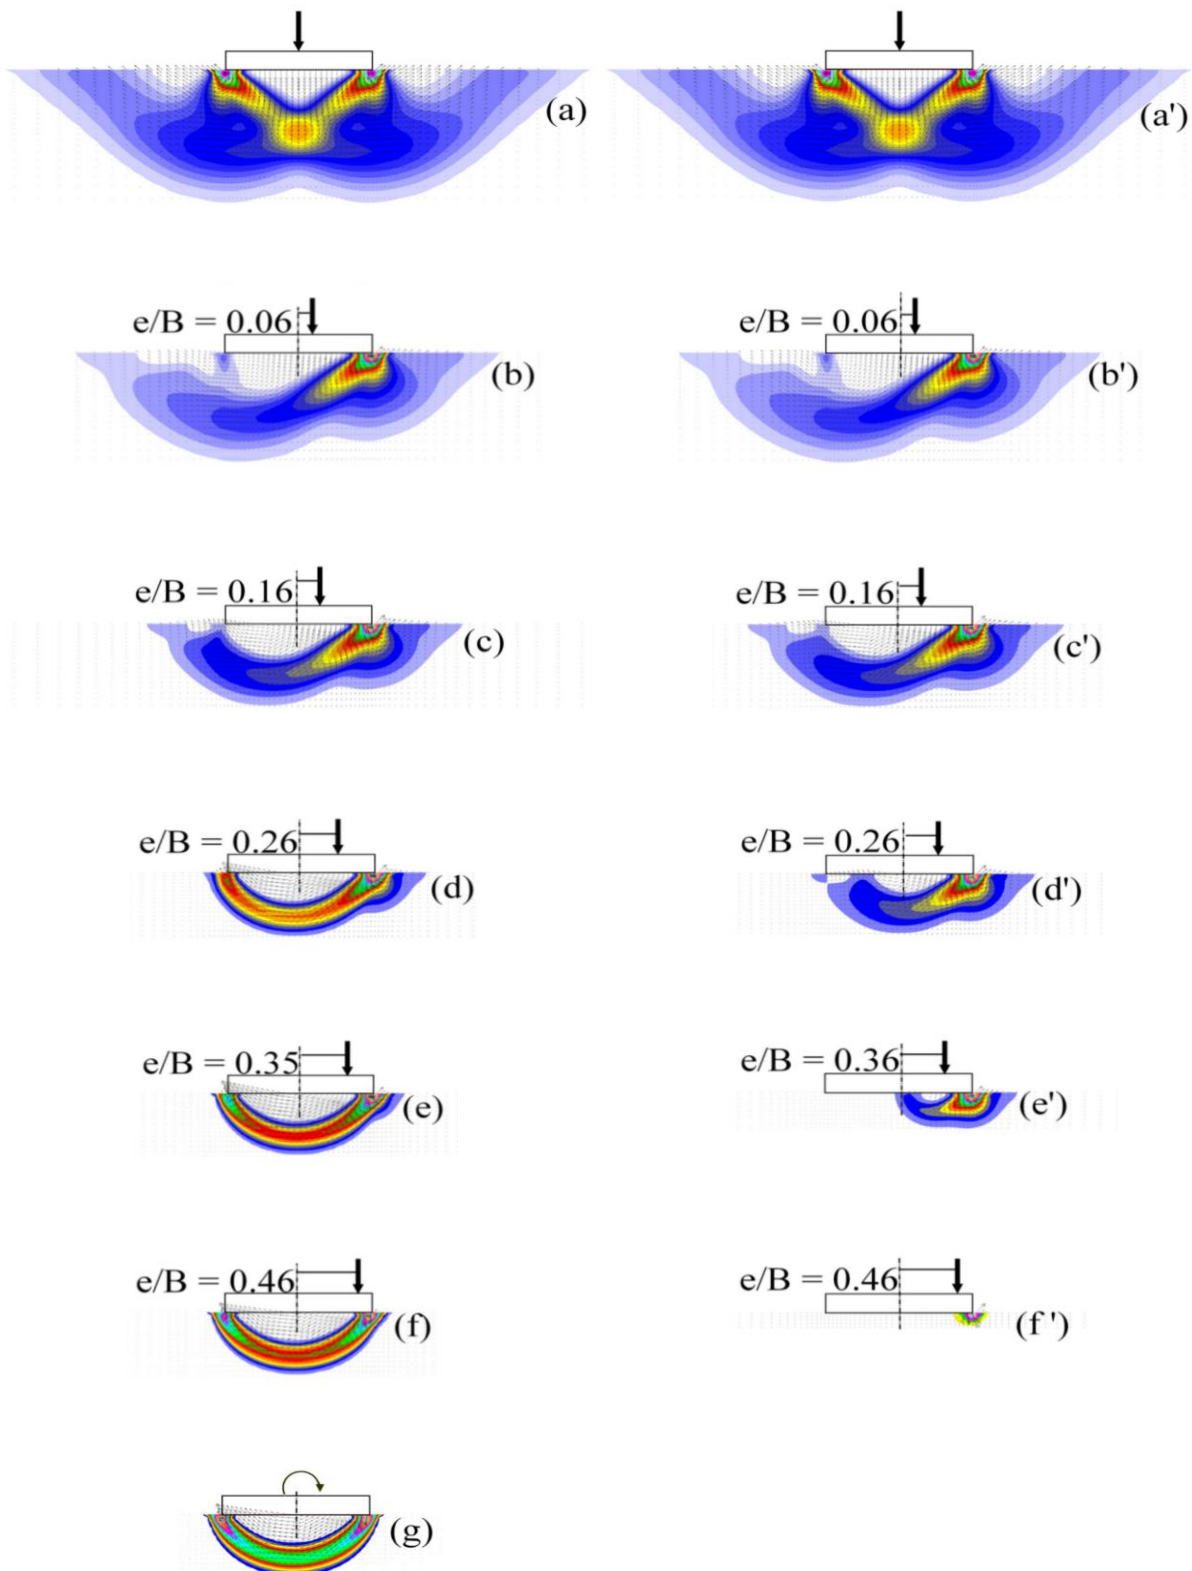 (a) (a')
e/B = 0.06 e/B = 0.06
(b) (b')
e/B = 0.16 e/B = 0.16
(c) (c')
e/B = 0.26 e/B = 0.26
(d) (d')
e/B = 0.35 e/B = 0.36
(e) (e')
e/B = 0.46 e/B = 0.46
(f) (f ')
(g)